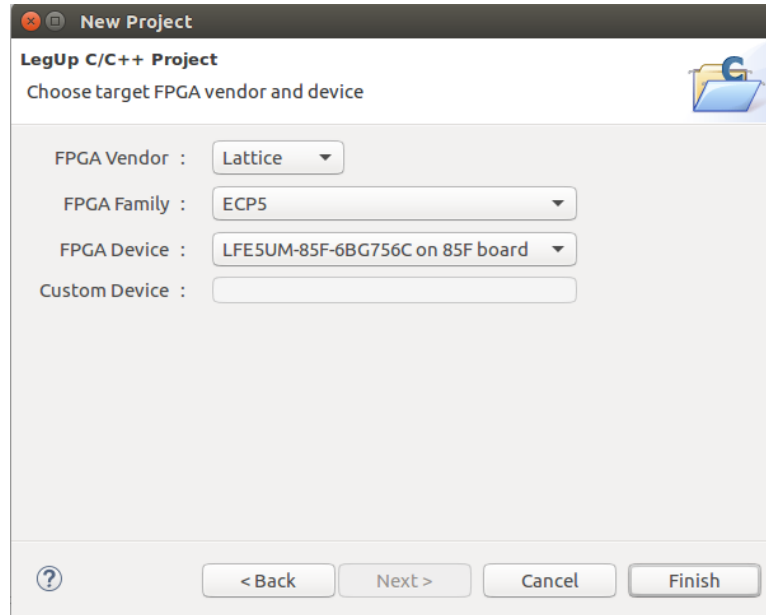 New Project
LegUp C/C++ Project
Choose target FPGA vendor and device
FPGA Vendor : Lattice
FPGA Family : ECP5
FPGA Device : LFE5UM-85F-6BG756C on 85F board
Custom Device :
? < Back Next > Cancel Finish